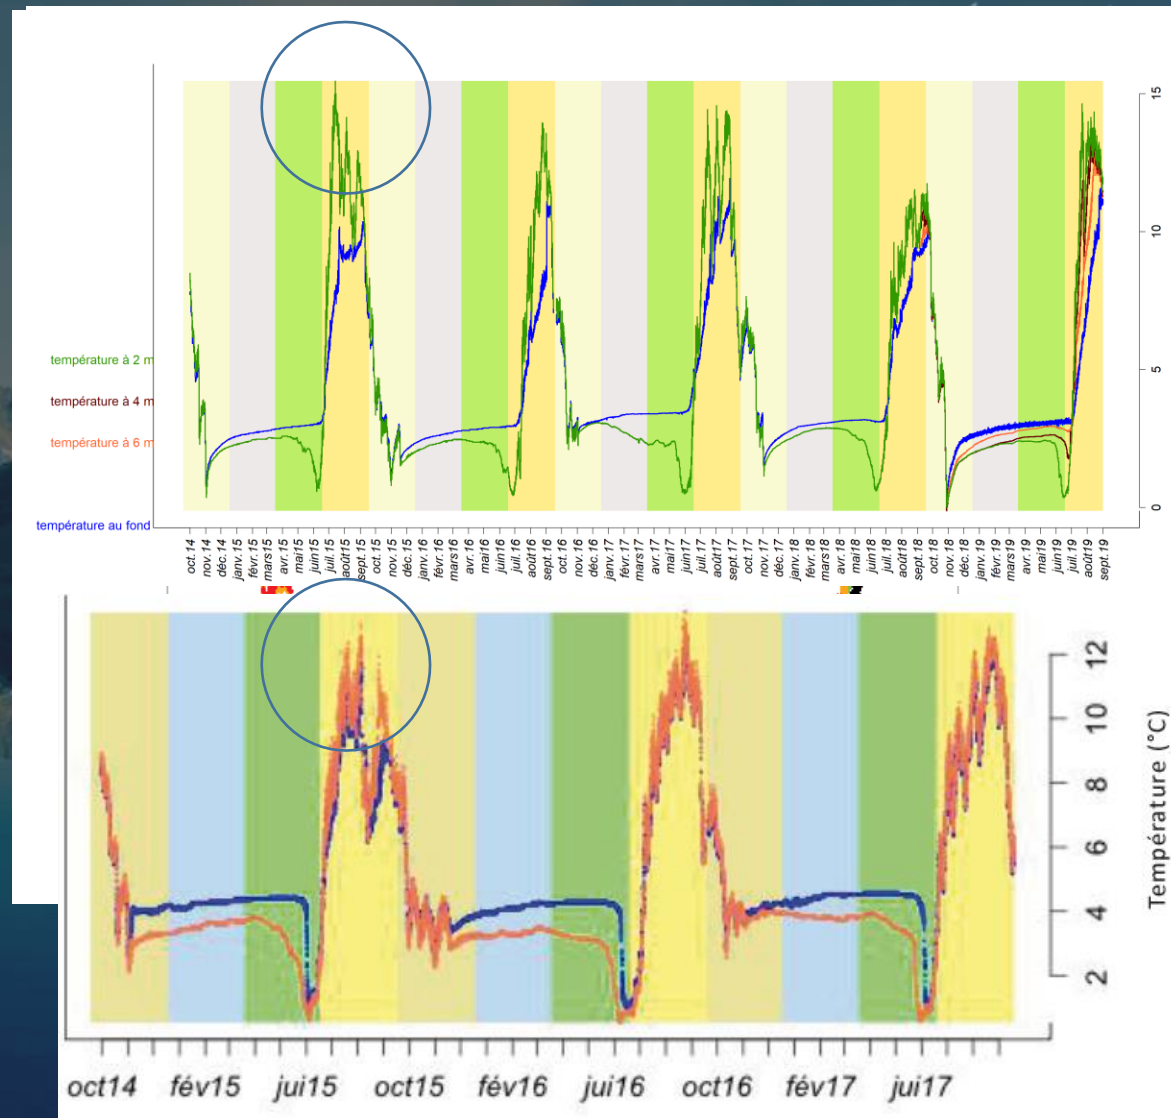 15
10
5
0
température à 2 m
température à 4 m
température à 6 m
température au fond
oct. 14
nov. 14
déc. 14
janv. 15
févr. 15
mars15
avr. 15
mai15
juin15
juil. 15
août15
sept. 15
oct. 15
nov. 15
déc. 15
janv. 16
févr. 16
mars16
avr. 16
mai16
juin16
juil. 16
août16
sept. 16
oct. 16
nov. 16
déc. 16
janv. 17
févr. 17
mars17
avr. 17
mai17
juin17
juil. 17
août17
sept. 17
oct. 17
nov. 17
déc. 17
janv. 18
févr. 18
mars18
avr. 18
mai18
juin18
juil. 18
août18
sept. 18
oct. 18
nov. 18
déc. 18
janv. 19
févr. 19
mars19
avr. 19
mai19
juin19
juil. 19
août19
sept. 19
12
10
8
6
4
2
Température (°C)
oct14
fév15
jui15
oct15
fév16
jui16
oct16
fév17
jui17